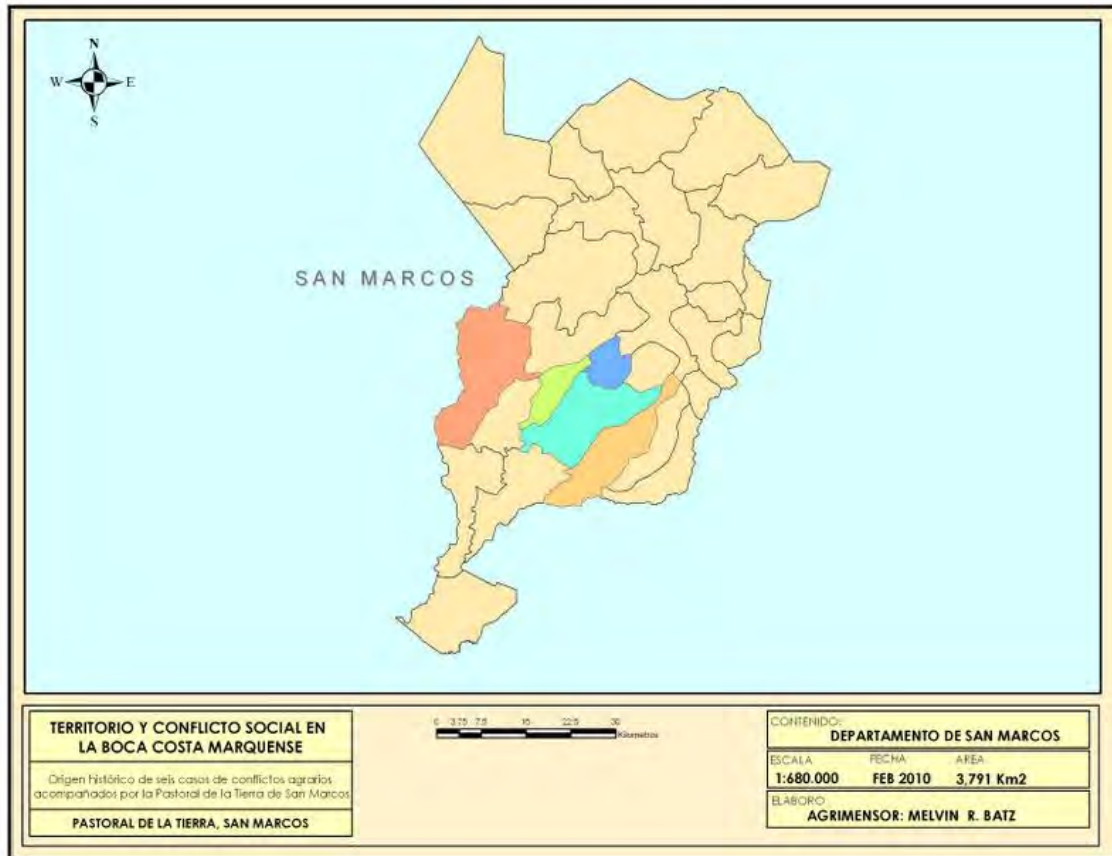 N
W E
S
SAN MARCOS
TERRITORIO Y CONFLICTO SOCIAL EN
LA BOCA COSTA MARQUENSE
Origen histórico de seis casos de conflictos agrarios
acompañados por la Pastoral de la Tierra de San Marcos
PASTORAL DE LA TIERRA, SAN MARCOS
0 3.75 7.5 15 22.5 30
Kilometros
CONTENIDO:
DEPARTAMENTO DE SAN MARCOS
ESCALA FECHA AREA
1:680.000 FEB 2010 3,791 Km2
ELABORO
AGRIMENSOR: MELVIN R. BATZ